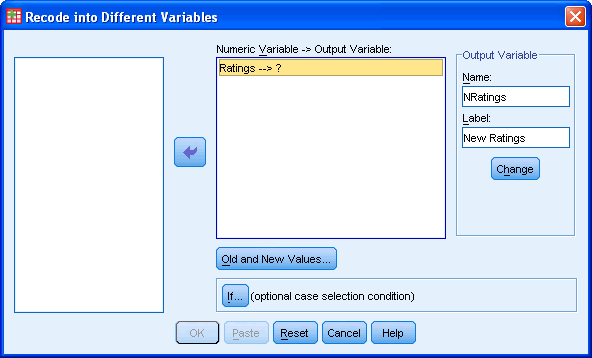 Recode into Different Variables
Numeric Variable -> Output Variable:
Ratings --> ?
Output Variable
Name:
NRatings
Label:
New Ratings
Change
Old and New Values...
If... (optional case selection condition)
OK Paste Reset Cancel Help